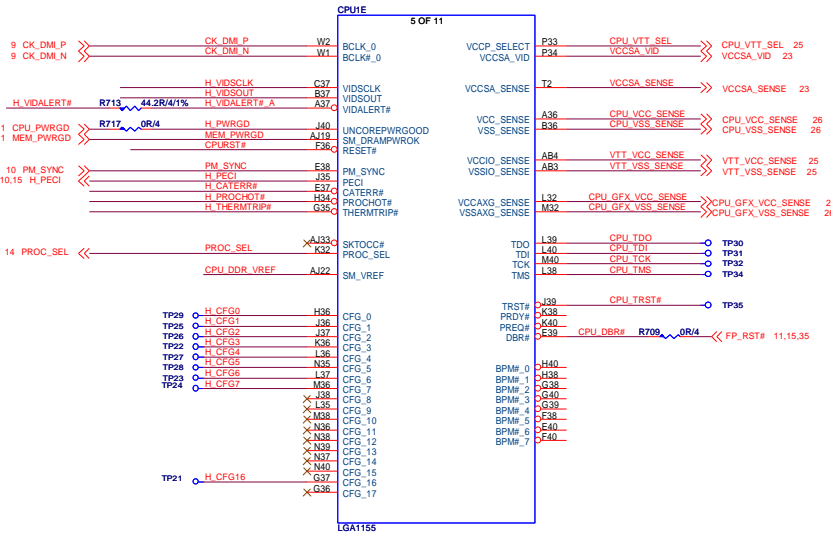 CPU1E
5 OF 11
9 CK_DMI_P CK_DMI_P W2 BCLK_0
9 CK_DMI_N CK_DMI_N W1 BCLK#_0
H_VIDSCLK C37 VIDSCLK
H_VIDSOUT B37 VIDSOUT
H_VIDALERT# R713 44.2R/4/1% H_VIDALERT#_A A37 VIDALERT#
1 CPU_PWRGD R717 0R/4 H_PWRGD J40 UNCOREPWRGOOD
1 MEM_PWRGD MEM_PWRGD AJ19 SM_DRAMPWROK
CPURST# F36 RESET#
10 PM_SYNC PM_SYNC E38 PM_SYNC
10,15 H_PECI H_PECI J35 PECI
H_CATERR# E37 CATERR#
H_PROCHOT# H34 PROCHOT#
H_THERMTRIP# G35 THERMTRIP#
AJ33 SKTOCC#
14 PROC_SEL PROC_SEL K32 PROC_SEL
CPU_DDR_VREF AJ22 SM_VREF
TP29 H_CFG0 H36 CFG_0
TP25 H_CFG1 J36 CFG_1
TP26 H_CFG2 J37 CFG_2
TP22 H_CFG3 K36 CFG_3
TP27 H_CFG4 L36 CFG_4
TP28 H_CFG5 N35 CFG_5
TP23 H_CFG6 L37 CFG_6
TP24 H_CFG7 M36 CFG_7
J38 CFG_8
L35 CFG_9
M38 CFG_10
N36 CFG_11
N38 CFG_12
N39 CFG_13
N37 CFG_14
N40 CFG_15
TP21 H_CFG16 G37 CFG_16
G36 CFG_17
VCCP_SELECT P33 CPU_VTT_SEL CPU_VTT_SEL 25
VCCSA_VID P34 VCCSA_VID VCCSA_VID 23
VCCSA_SENSE T2 VCCSA_SENSE VCCSA_SENSE 23
VCC_SENSE A36 CPU_VCC_SENSE CPU_VCC_SENSE 26
VSS_SENSE B36 CPU_VSS_SENSE CPU_VSS_SENSE 26
VCCIO_SENSE AB4 VTT_VCC_SENSE VTT_VCC_SENSE 25
VSSIO_SENSE AB3 VTT_VSS_SENSE VTT_VSS_SENSE 25
VCCAXG_SENSE L32 CPU_GFX_VCC_SENSE CPU_GFX_VCC_SENSE 2
VSSAXG_SENSE M32 CPU_GFX_VSS_SENSE CPU_GFX_VSS_SENSE 26
TDO L39 CPU_TDO TP30
TDI L40 CPU_TDI TP31
TCK M40 CPU_TCK TP32
TMS L38 CPU_TMS TP34
TRST# J39 CPU_TRST# TP35
PRDY# K38
PREQ# K40
DBR# E39 CPU_DBR# R709 0R/4 FP_RST# 11,15,35
BPM#_0 H40
BPM#_1 H38
BPM#_2 G38
BPM#_3 G40
BPM#_4 G39
BPM#_5 F38
BPM#_6 E40
BPM#_7 F40
LGA1155